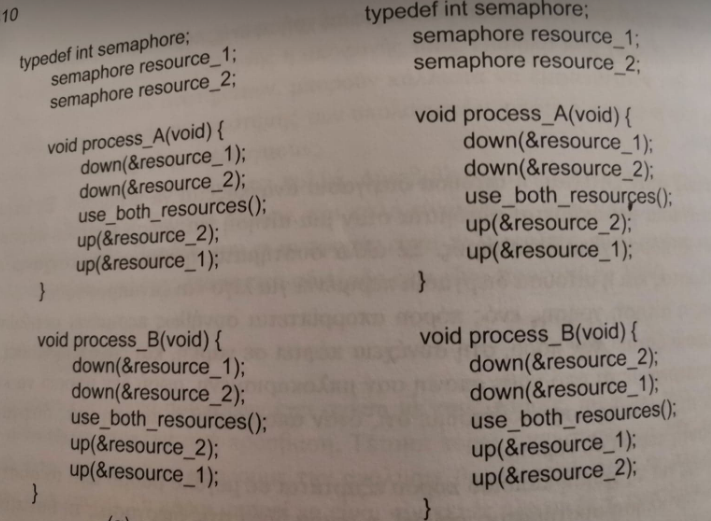 10
typedef int semaphore;
semaphore resource_1;
semaphore resource_2;
void process_A(void) {
down(&resource_1);
down(&resource_2);
use_both_resources();
up(&resource_2);
up(&resource_1);
}
void process_B(void) {
down(&resource_1);
down(&resource_2);
use_both_resources();
up(&resource_2);
up(&resource_1);
}
typedef int semaphore;
semaphore resource_1;
semaphore resource_2;
void process_A(void) {
down(&resource_1);
down(&resource_2);
use_both_resources();
up(&resource_2);
up(&resource_1);
}
void process_B(void) {
down(&resource_2);
down(&resource_1);
use_both_resources();
up(&resource_1);
up(&resource_2);
}